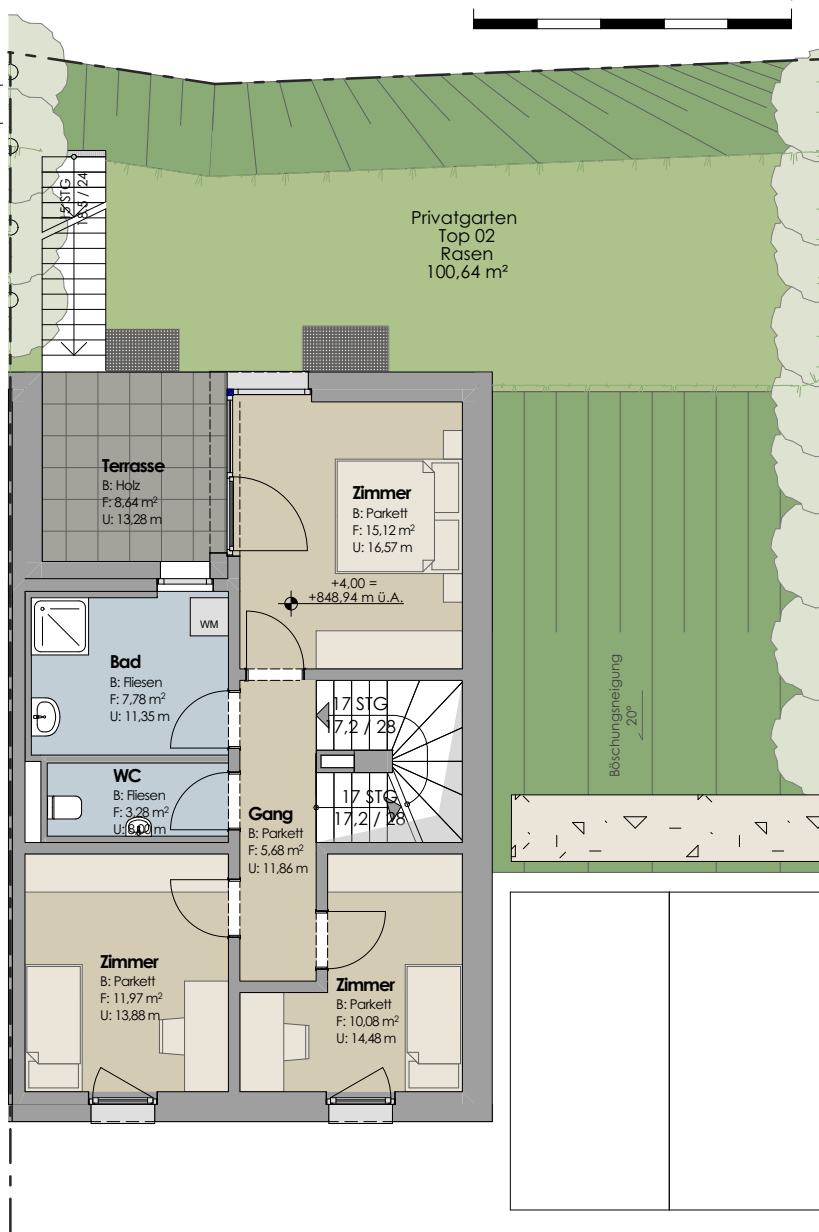 15 STG
18.5 / 24
Privatgarten
Top 02
Rasen
100,64 m²
Terrasse
B: Holz
F: 8,64 m²
U: 13,28 m
Zimmer
B: Parkett
F: 15,12 m²
U: 16,57 m
+4,00 =
+848,94 m ü.A.
WM
Bad
B: Fliesen
F: 7,78 m²
U: 11,35 m
17 STG
17,2 / 28
Böschungsneigung
20°
WC
B: Fliesen
F: 3,28 m²
U: m
17 STG
17,2 / 28
Gang
B: Parkett
F: 5,68 m²
U: 11,86 m
Zimmer
B: Parkett
F: 11,97 m²
U: 13,88 m
Zimmer
B: Parkett
F: 10,08 m²
U: 14,48 m